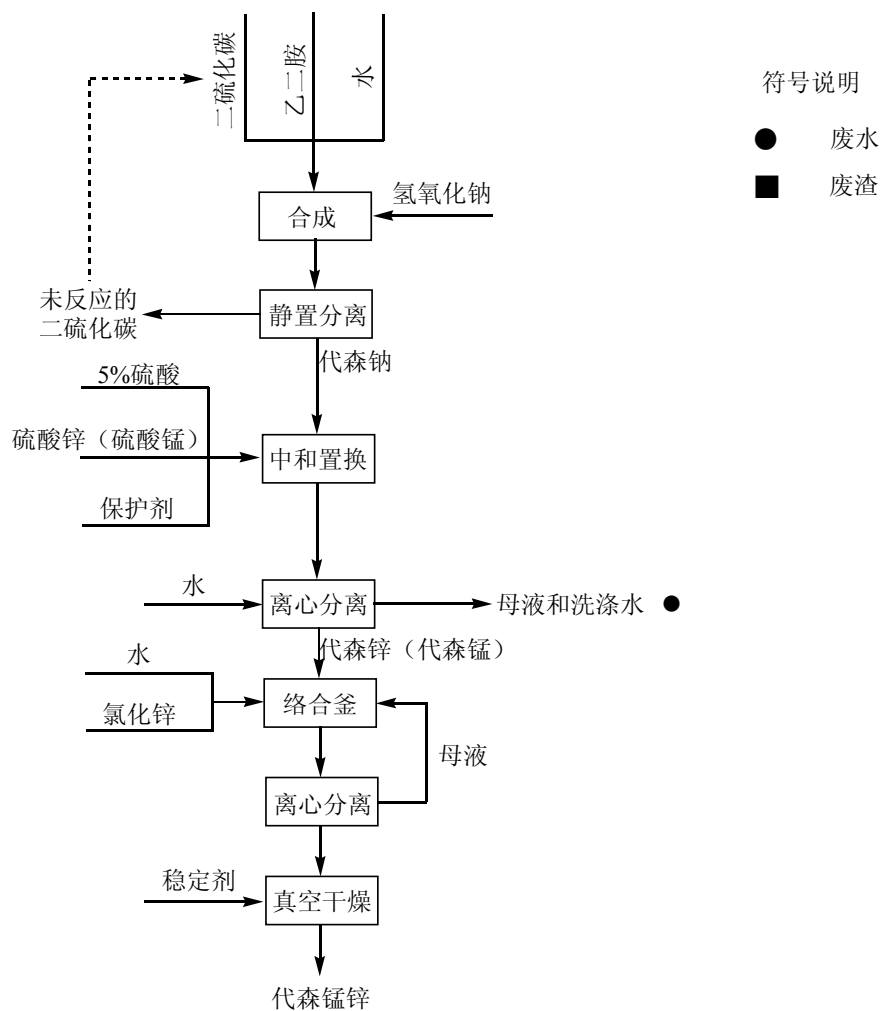 二硫化碳
乙二胺
水
符号说明
废水
废渣
氢氧化钠
合成
未反应的
二硫化碳
静置分离
代森钠
5%硫酸
硫酸锌（硫酸锰）
中和置换
保护剂
水
离心分离
母液和洗涤水
代森锌（代森锰）
水
氯化锌
络合釜
母液
离心分离
稳定剂
真空干燥
代森锰锌